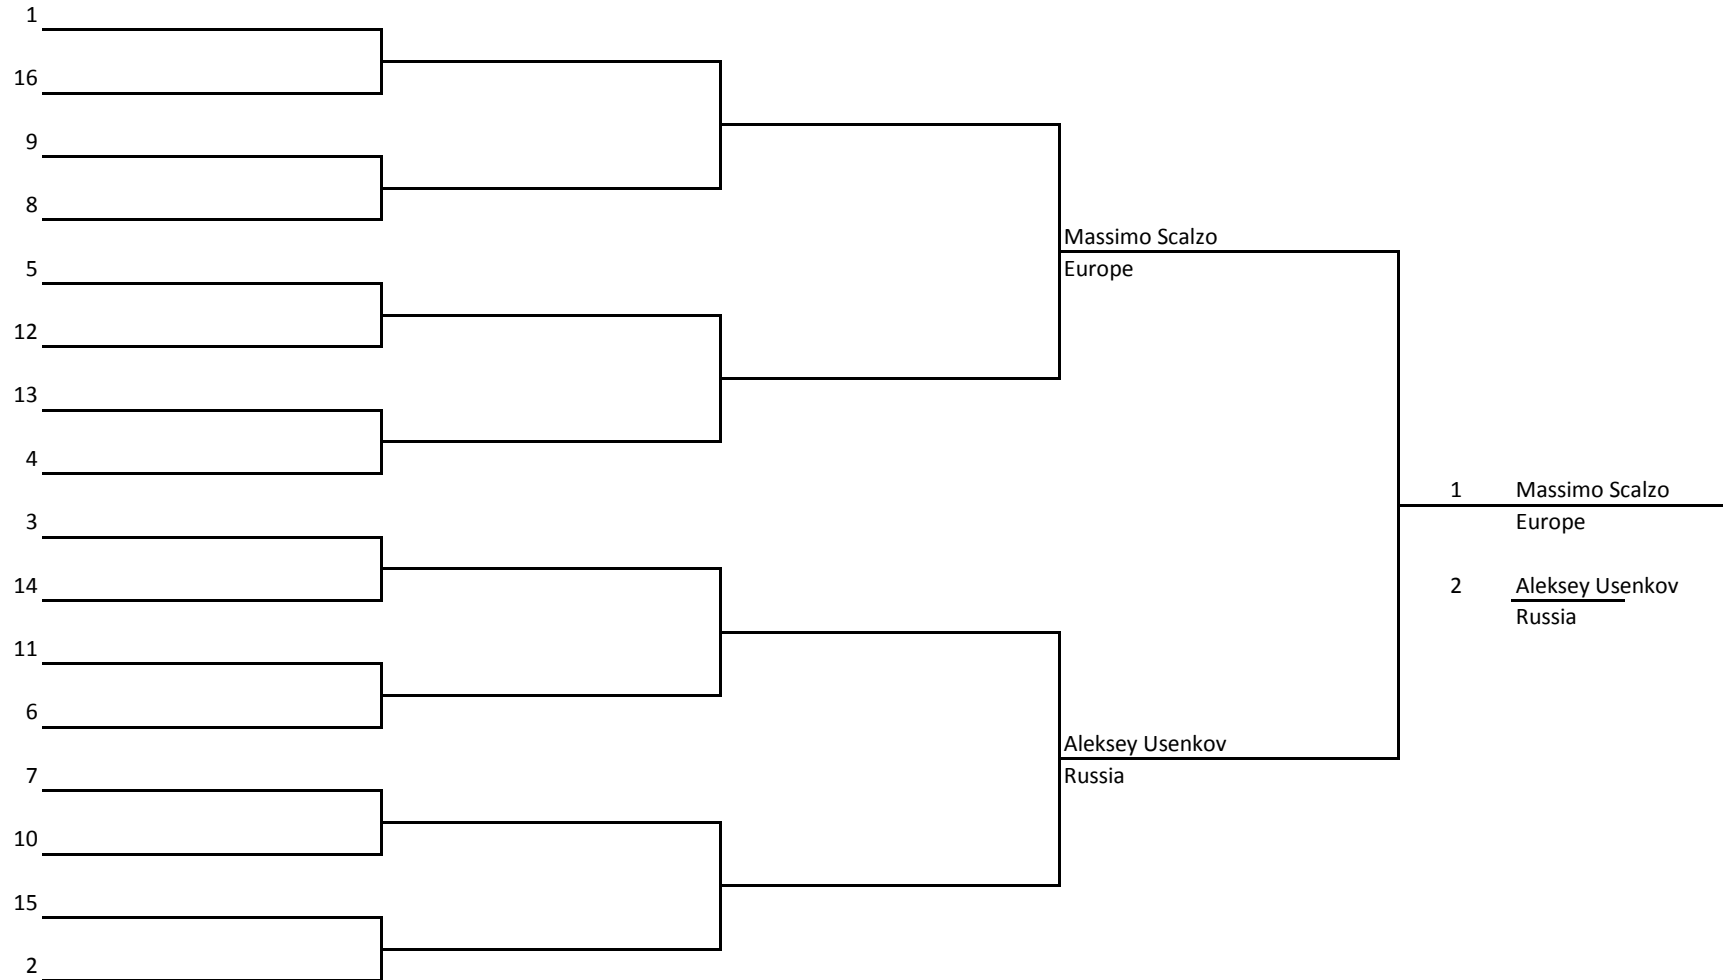 1
16
9
8
Massimo Scalzo
Europe
5
12
13
4
3
14
11
6
Aleksey Usenkov
Russia
7
10
15
2
1 Massimo Scalzo
Europe
2 Aleksey Usenkov
Russia